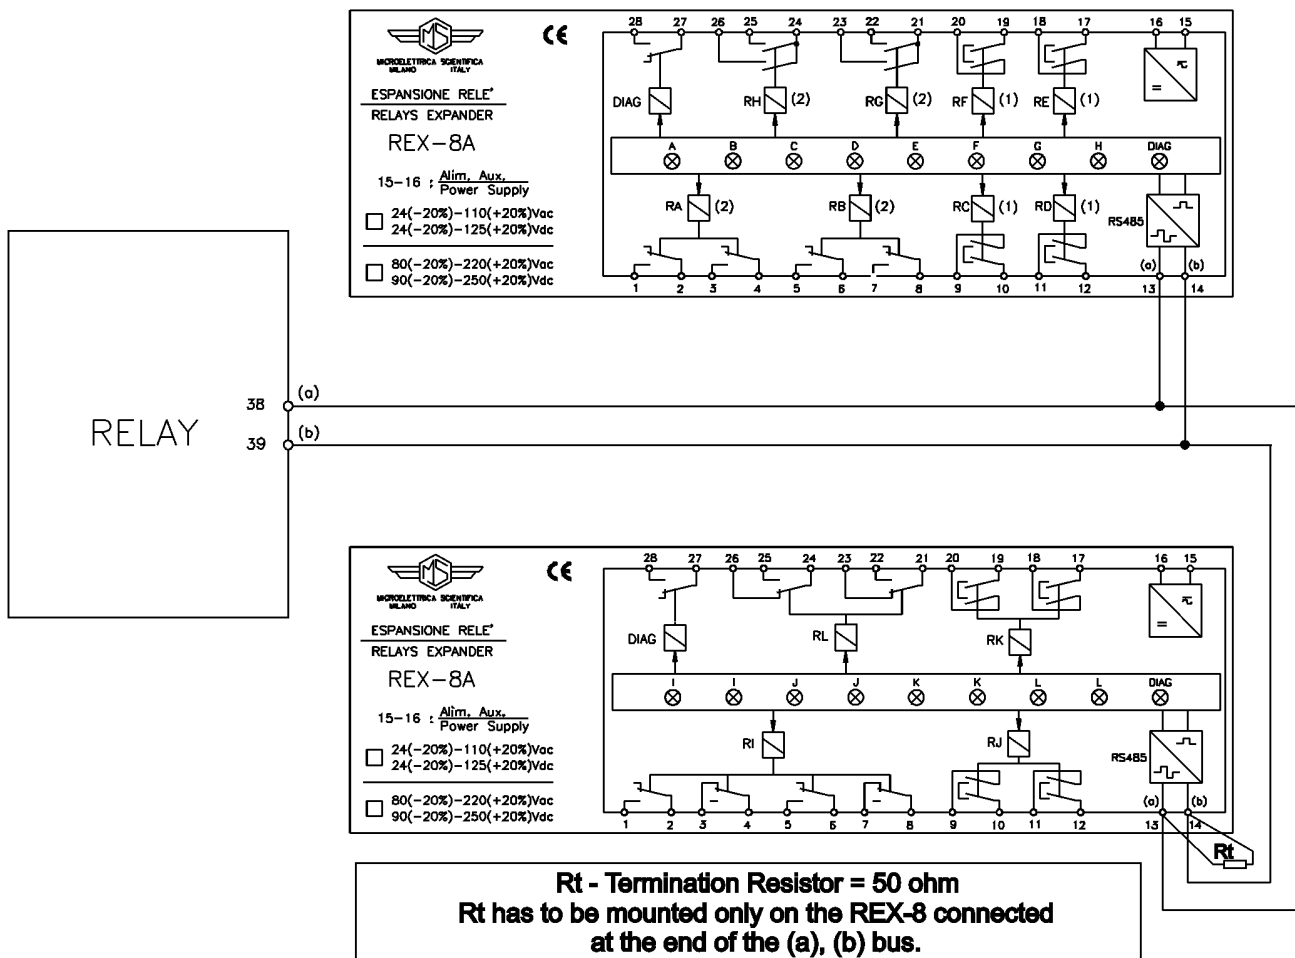 28 27 26 25 24 23 22 21 20 19 18 17 16 15
MS
MICROELETTRICA SCIENTIFICA
MILANO ITALY
CE
ESPANSIONE RELE'
RELAYS EXPANDER
REX-8A
15-16 : Alim. Aux.
Power Supply
24(-20%)-110(+20%)Vac
24(-20%)-125(+20%)Vdc
80(-20%)-220(+20%)Vac
90(-20%)-250(+20%)Vdc
DIAG RH (2) RG (2) RF (1) RE (1)
A B C D E F G H DIAG
RA (2) RB (2) RC (1) RD (1) RS485
(a) (b)
1 2 3 4 5 6 7 8 9 10 11 12 13 14
RELAY
38 (a)
39 (b)
28 27 26 25 24 23 22 21 20 19 18 17 16 15
MS
MICROELETTRICA SCIENTIFICA
MILANO ITALY
CE
ESPANSIONE RELE'
RELAYS EXPANDER
REX-8A
15-16 : Alim. Aux.
Power Supply
24(-20%)-110(+20%)Vac
24(-20%)-125(+20%)Vdc
80(-20%)-220(+20%)Vac
90(-20%)-250(+20%)Vdc
DIAG RL RK
I I J J K K L L DIAG
RI RJ RS485
(a) (b)
1 2 3 4 5 6 7 8 9 10 11 12 13 14
Rt
Rt - Termination Resistor = 50 ohm
Rt has to be mounted only on the REX-8 connected
at the end of the (a), (b) bus.